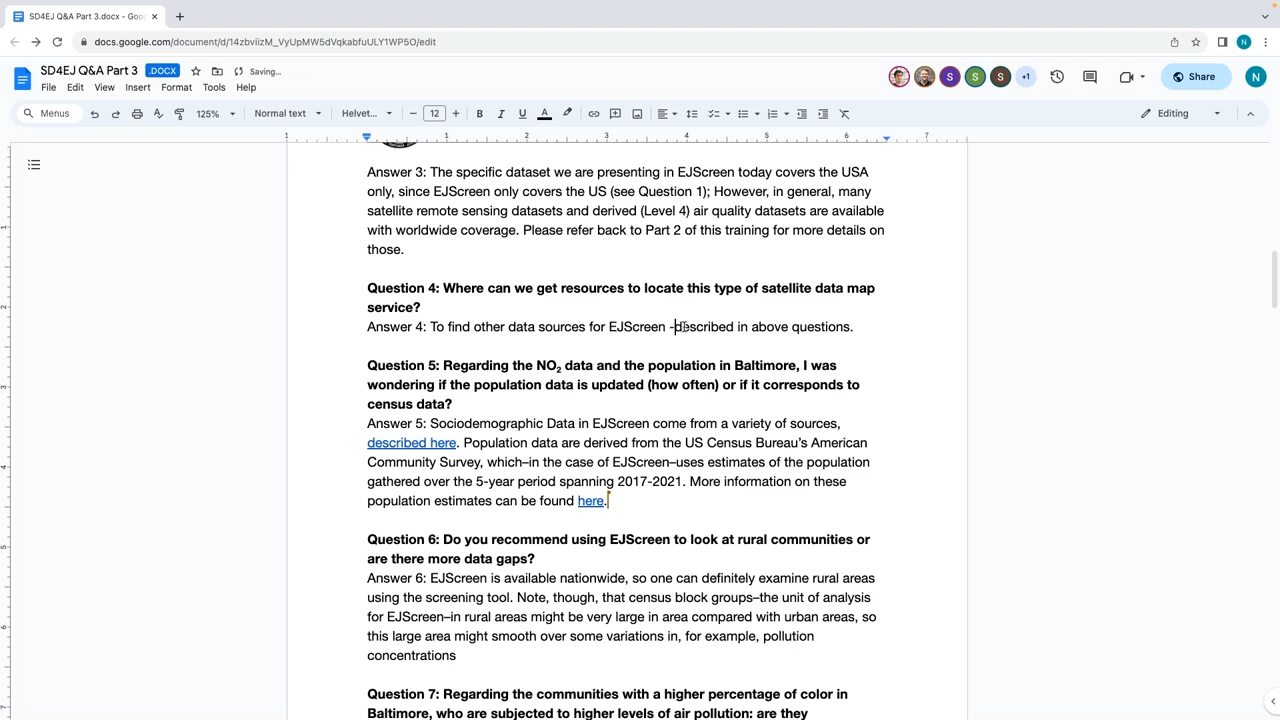 SD4EJ Q&A Part 3.docx - Goo
docs.google.com/document/d/14zbviizM_VyUpMW5dVqkabfuULY1WP5O/edit
N
SD4EJ Q&A Part 3 .DOCX Saving...
S S S +1 Share N
File Edit View Insert Format Tools Help
Menus 125% Normal text Helvet... 12 B I U A Editing
1 1 2 3 4 5 6 7
Answer 3: The specific dataset we are presenting in EJScreen today covers the USA
only, since EJScreen only covers the US (see Question 1); However, in general, many
satellite remote sensing datasets and derived (Level 4) air quality datasets are available
with worldwide coverage. Please refer back to Part 2 of this training for more details on
those.
Question 4: Where can we get resources to locate this type of satellite data map
service?
Answer 4: To find other data sources for EJScreen -described in above questions.
Question 5: Regarding the NO₂ data and the population in Baltimore, I was
wondering if the population data is updated (how often) or if it corresponds to
census data?
Answer 5: Sociodemographic Data in EJScreen come from a variety of sources,
described here. Population data are derived from the US Census Bureau’s American
Community Survey, which–in the case of EJScreen–uses estimates of the population
gathered over the 5-year period spanning 2017-2021. More information on these
population estimates can be found here.
Question 6: Do you recommend using EJScreen to look at rural communities or
are there more data gaps?
Answer 6: EJScreen is available nationwide, so one can definitely examine rural areas
using the screening tool. Note, though, that census block groups–the unit of analysis
for EJScreen–in rural areas might be very large in area compared with urban areas, so
this large area might smooth over some variations in, for example, pollution
concentrations
Question 7: Regarding the communities with a higher percentage of color in
Baltimore, who are subjected to higher levels of air pollution: are they